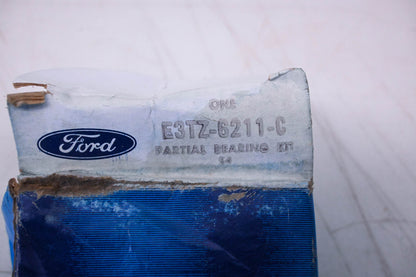 ONE
E3TZ-6211-C
Ford
PARTIAL BEARING KIT